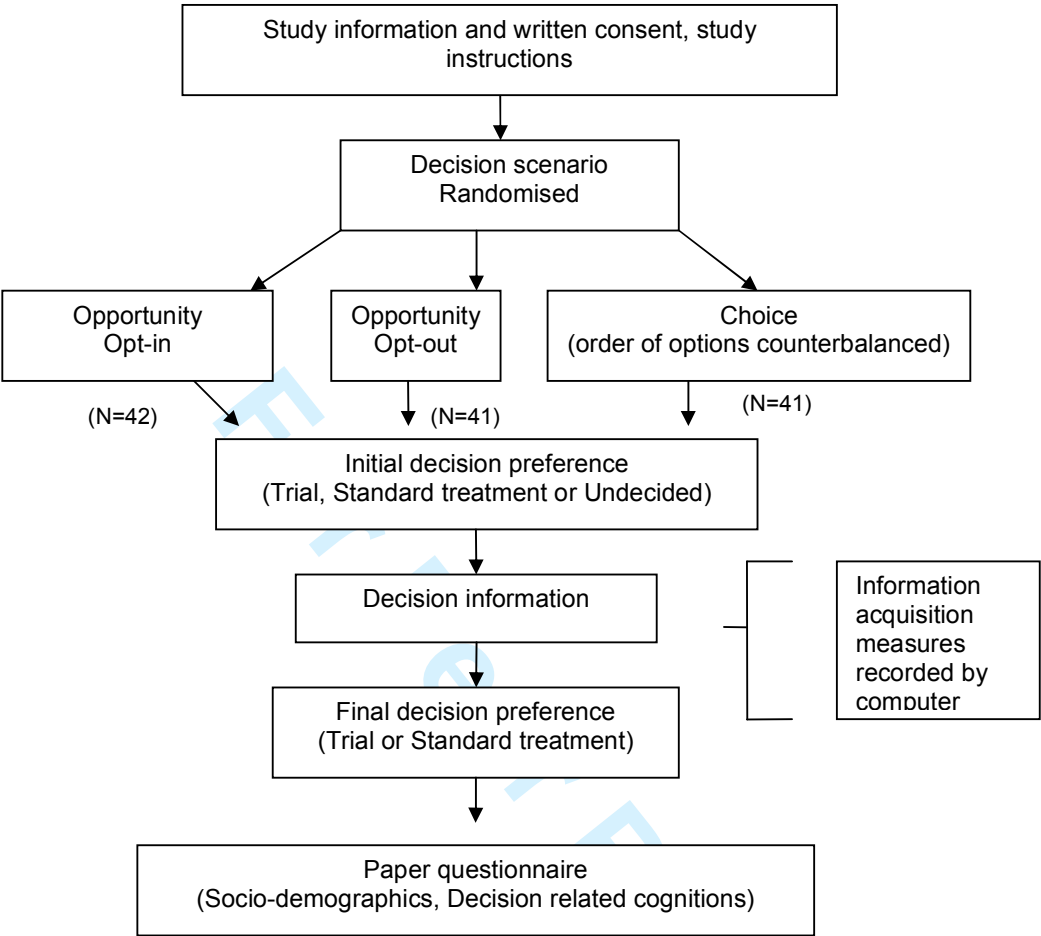 Study information and written consent, study
instructions
Decision scenario
Randomised
Opportunity
Opt-in
Opportunity
Opt-out
Choice
(order of options counterbalanced)
(N=42)
(N=41)
(N=41)
Initial decision preference
(Trial, Standard treatment or Undecided)
Decision information
Information
acquisition
measures
recorded by
computer
Final decision preference
(Trial or Standard treatment)
Paper questionnaire
(Socio-demographics, Decision related cognitions)